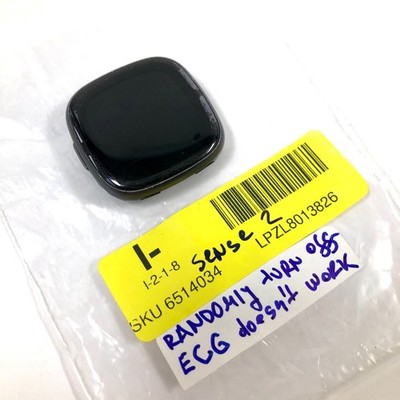 I-
I-2-1-8
sense 2
LPZL8013826
SKU 6514034
RANDOMly turn off
ECG doesn't work